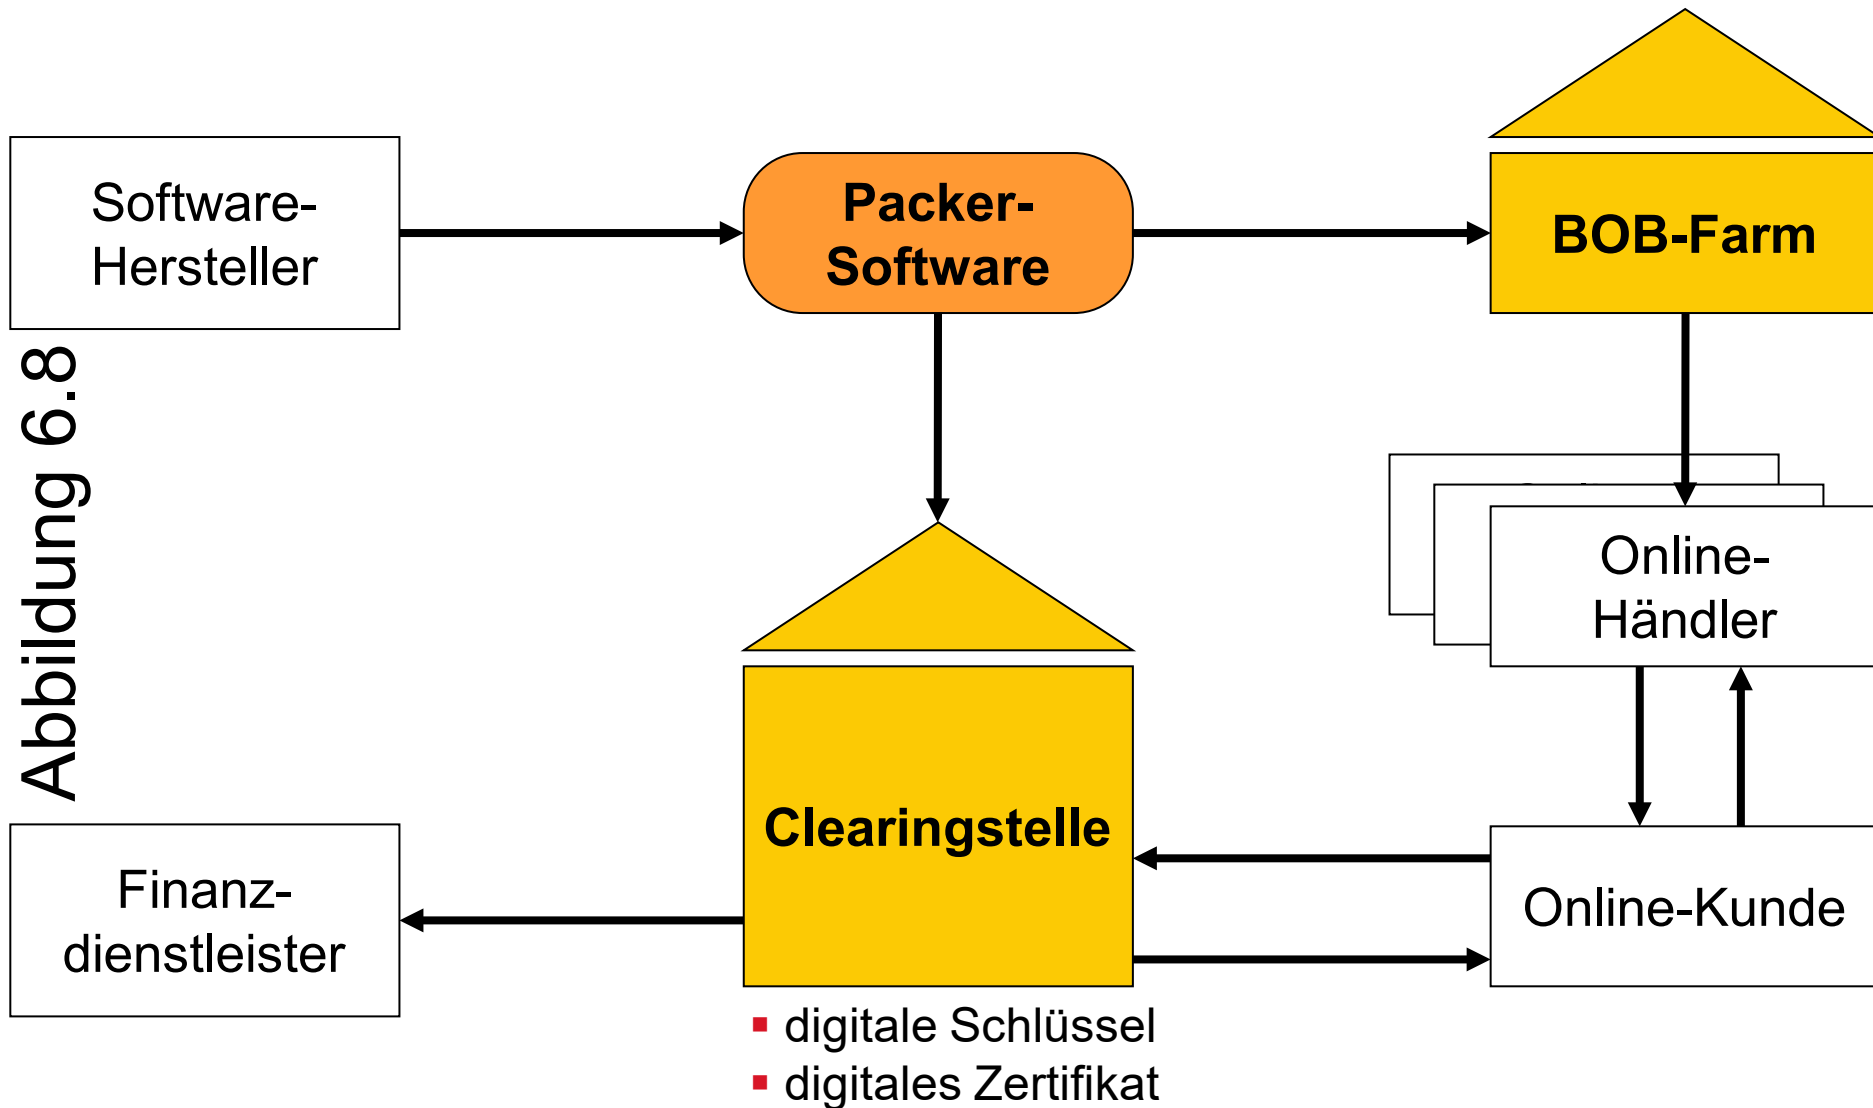 Software-
Hersteller
Packer-
Software
BOB-Farm
Abbildung 6.8
Online-
Händler
Clearingstelle
Finanz-
dienstleister
Online-Kunde
digitale Schlüssel
digitales Zertifikat